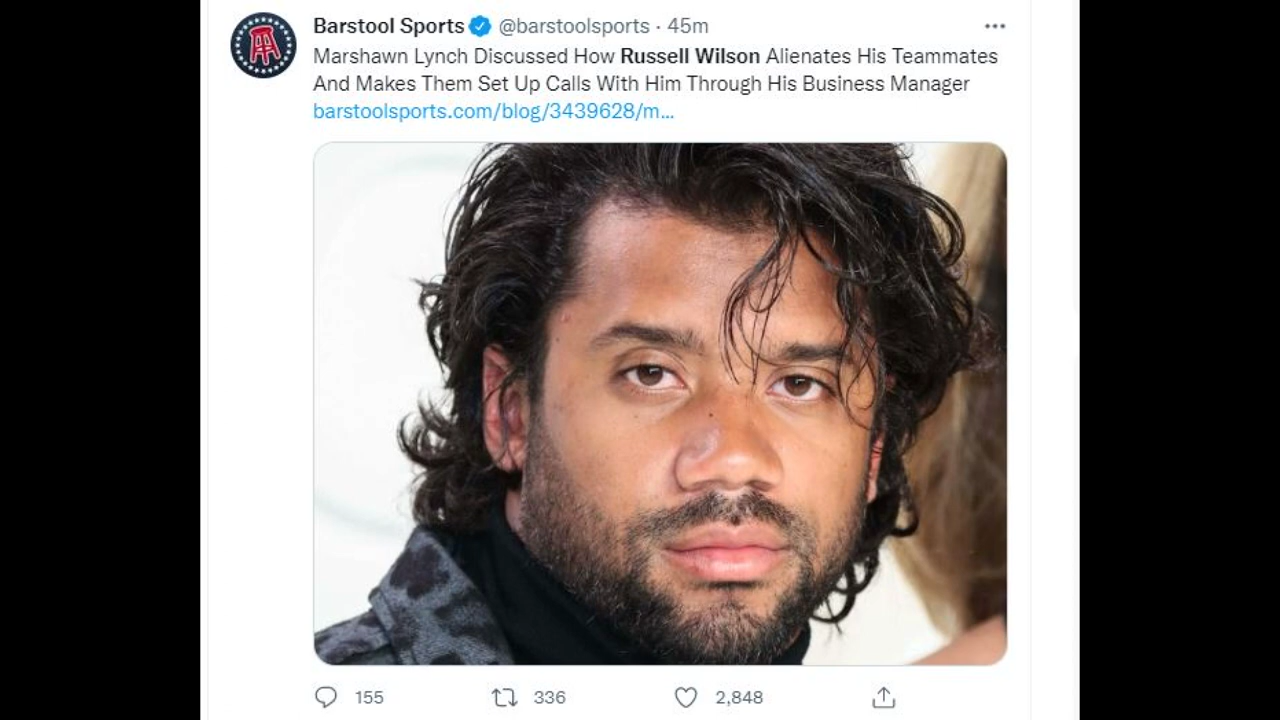 Barstool Sports @barstoolsports · 45m
Marshawn Lynch Discussed How Russell Wilson Alienates His Teammates
And Makes Them Set Up Calls With Him Through His Business Manager
barstoolsports.com/blog/3439628/m...
155 336 2,848